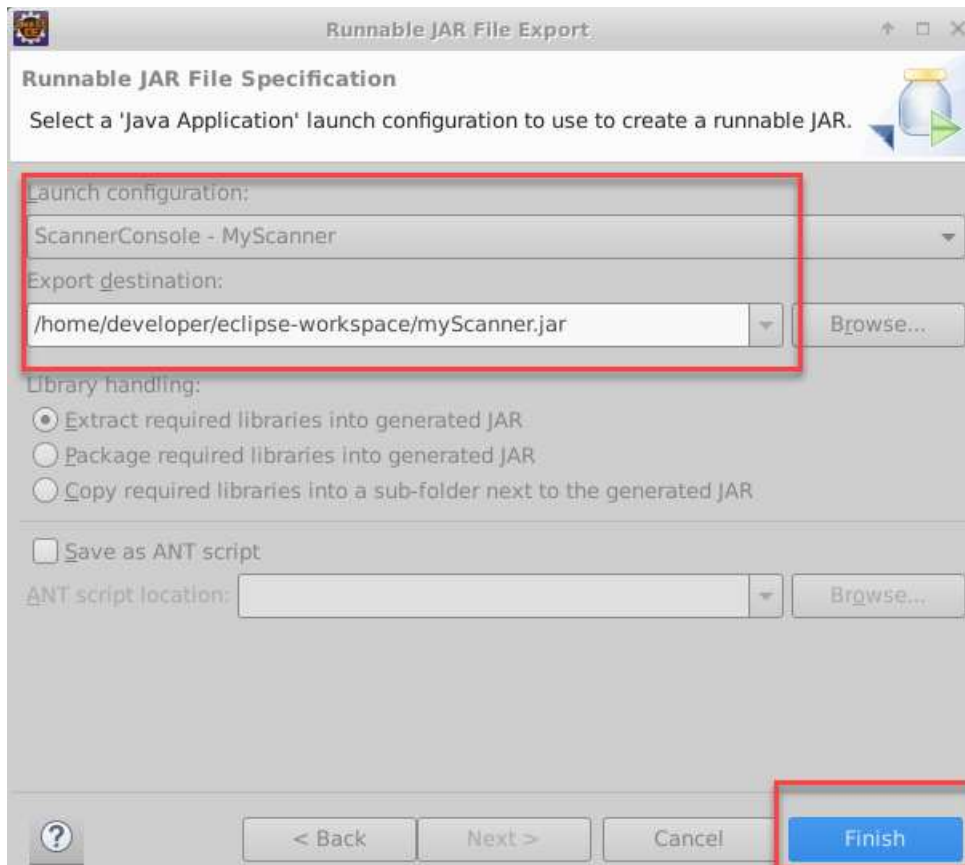 Runnable JAR File Export
Runnable JAR File Specification
Select a 'Java Application' launch configuration to use to create a runnable JAR.
Launch configuration:
ScannerConsole - MyScanner
Export destination:
/home/developer/eclipse-workspace/myScanner.jar
Browse...
Library handling:
Extract required libraries into generated JAR
Package required libraries into generated JAR
Copy required libraries into a sub-folder next to the generated JAR
Save as ANT script
ANT script location:
Browse...
? < Back Next > Cancel Finish